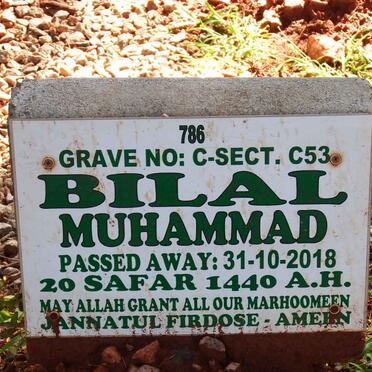 786
GRAVE NO: C-SECT. C53
BILAL
MUHAMMAD
PASSED AWAY: 31-10-2018
20 SAFAR 1440 A.H.
MAY ALLAH GRANT ALL OUR MARHOOMEEN
JANNATUL FIRDOSE - AMEEN